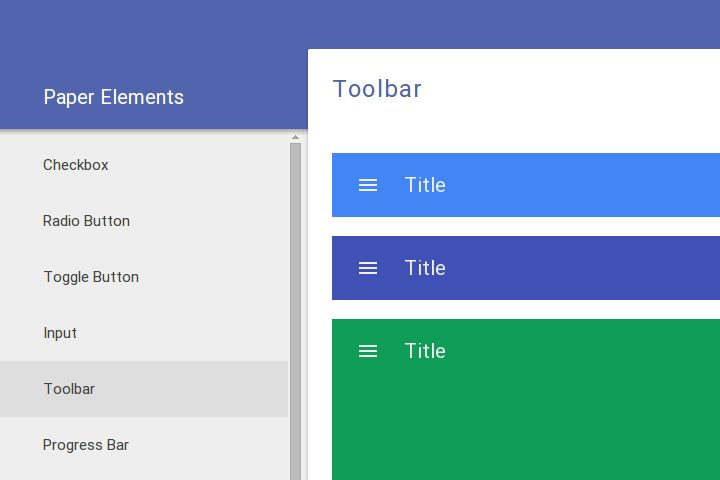 Paper Elements
Checkbox
Radio Button
Toggle Button
Input
Toolbar
Progress Bar
Toolbar
Title
Title
Title